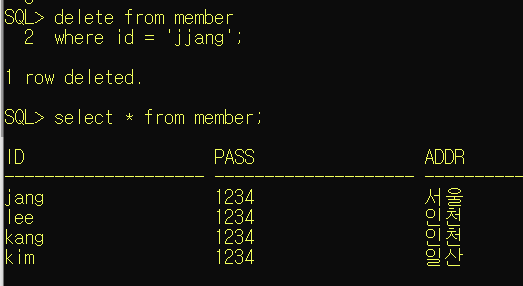 SQL> delete from member
2 where id = 'jjang';
1 row deleted.
SQL> select * from member;
ID PASS ADDR
-------------------- -------------------- ----------
jang 1234 서울
lee 1234 인천
kang 1234 인천
kim 1234 일산